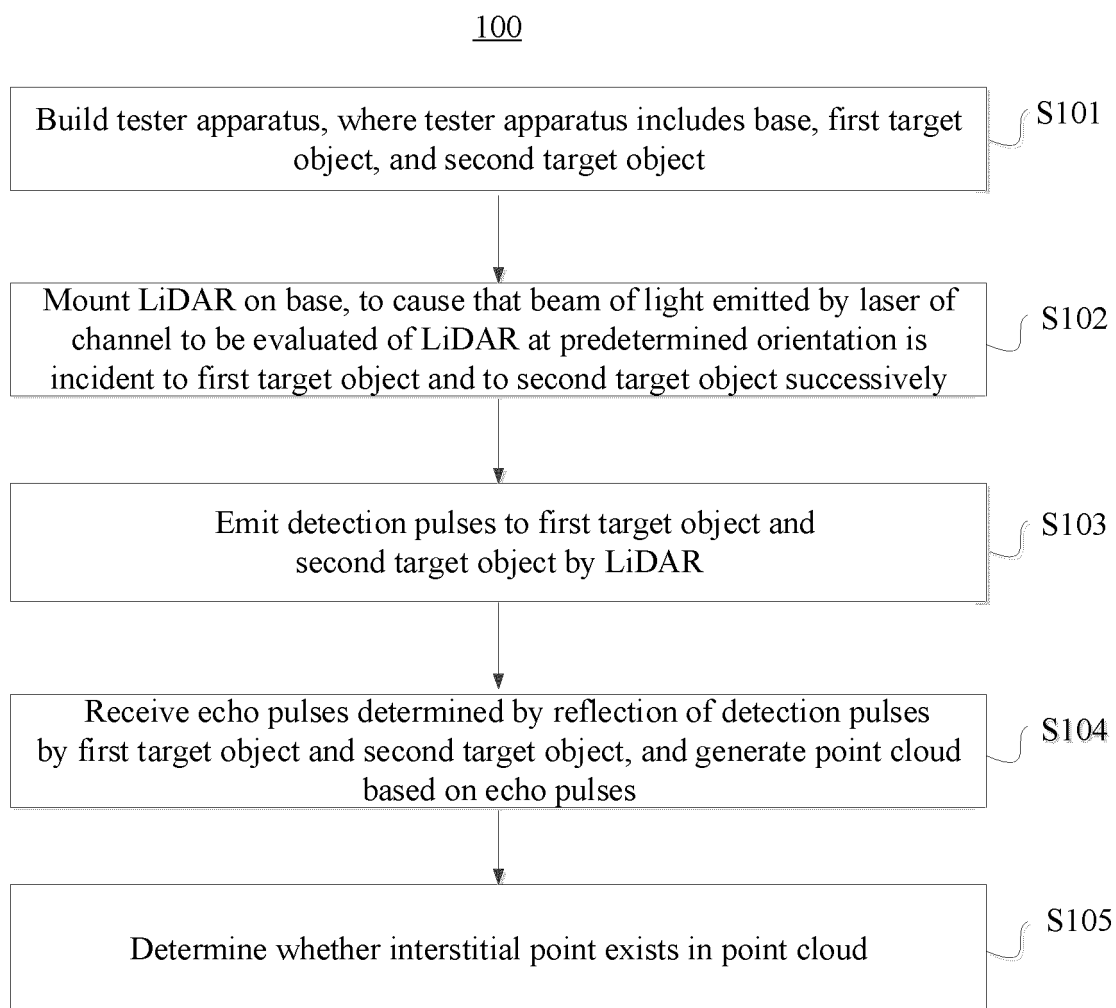 100
Build tester apparatus, where tester apparatus includes base, first target
object, and second target object
S101
Mount LiDAR on base, to cause that beam of light emitted by laser of
channel to be evaluated of LiDAR at predetermined orientation is
incident to first target object and to second target object successively
S102
Emit detection pulses to first target object and
second target object by LiDAR
S103
Receive echo pulses determined by reflection of detection pulses
by first target object and second target object, and generate point cloud
based on echo pulses
S104
Determine whether interstitial point exists in point cloud
S105